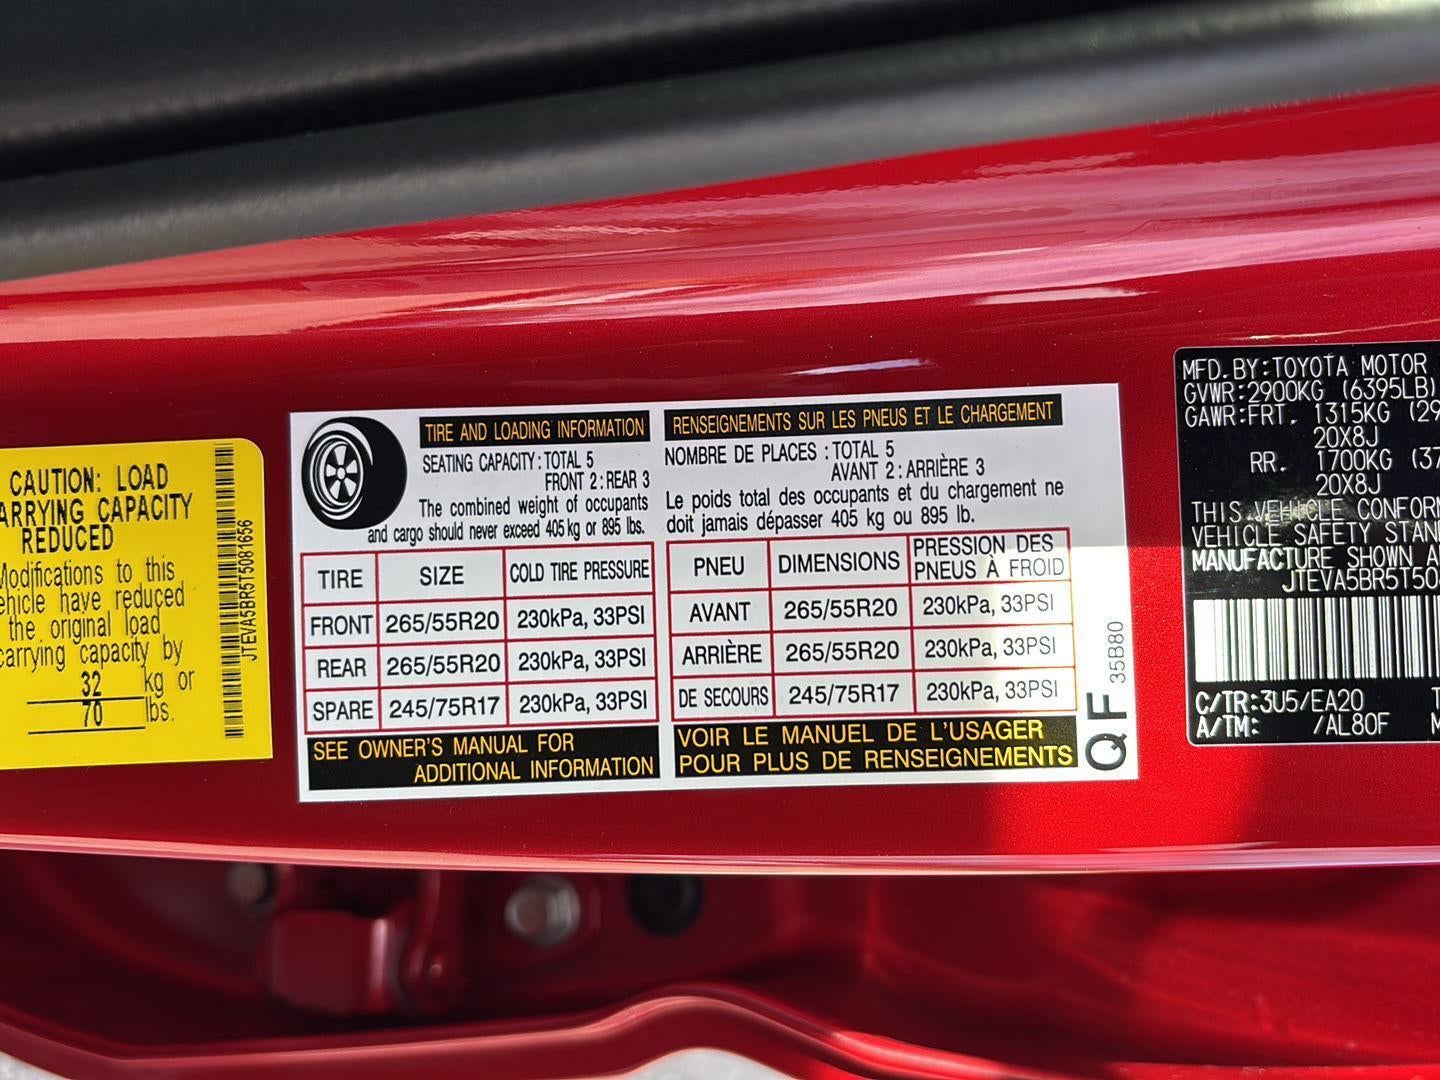 CAUTION: LOAD
CARRYING CAPACITY
REDUCED
Modifications to this
vehicle have reduced
the original load
carrying capacity by
32 kg or
70 lbs.
JTEVA5BR5T5081656
TIRE AND LOADING INFORMATION
SEATING CAPACITY: TOTAL 5
FRONT 2: REAR 3
The combined weight of occupants
and cargo should never exceed 405 kg or 895 lbs.
TIRE SIZE COLD TIRE PRESSURE
FRONT 265/55R20 230kPa, 33PSI
REAR 265/55R20 230kPa, 33PSI
SPARE 245/75R17 230kPa, 33PSI
SEE OWNER'S MANUAL FOR
ADDITIONAL INFORMATION
RENSEIGNEMENTS SUR LES PNEUS ET LE CHARGEMENT
NOMBRE DE PLACES : TOTAL 5
AVANT 2 : ARRIÈRE 3
Le poids total des occupants et du chargement ne
doit jamais dépasser 405 kg ou 895 lb.
PNEU DIMENSIONS PRESSION DES
PNEUS À FROID
AVANT 265/55R20 230kPa, 33PSI
ARRIÈRE 265/55R20 230kPa, 33PSI
DE SECOURS 245/75R17 230kPa, 33PSI
VOIR LE MANUEL DE L'USAGER
POUR PLUS DE RENSEIGNEMENTS
QF 35B80
MFD.BY:TOYOTA MOTOR
GVWR:2900KG (6395LB)
GAWR:FRT. 1315KG (29
20X8J
RR. 1700KG (37
20X8J
THIS VEHICLE CONFOR
VEHICLE SAFETY STAN
MANUFACTURE SHOWN A
JTEVA5BR5T50
C/TR:3U5/EA20 T
A/TM: /AL80F M